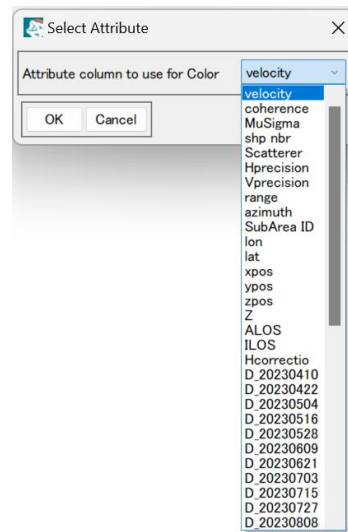 Select Attribute
Attribute column to use for Color velocity
OK Cancel
velocity
coherence
MuSigma
shp nbr
Scatterer
Hprecision
Vprecision
range
azimuth
SubArea ID
lon
lat
xpos
ypos
zpos
Z
ALOS
ILOS
Hcorrectio
D_20230410
D_20230422
D_20230504
D_20230516
D_20230528
D_20230609
D_20230621
D_20230703
D_20230715
D_20230727
D_20230808